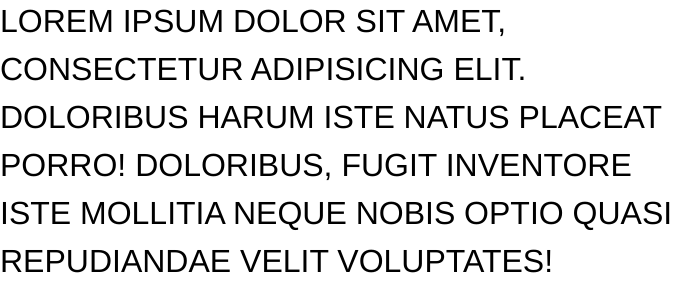 LOREM IPSUM DOLOR SIT AMET,
CONSECTETUR ADIPISICING ELIT.
DOLORIBUS HARUM ISTE NATUS PLACEAT
PORRO! DOLORIBUS, FUGIT INVENTORE
ISTE MOLLITIA NEQUE NOBIS OPTIO QUASI
REPUDIANDAE VELIT VOLUPTATES!